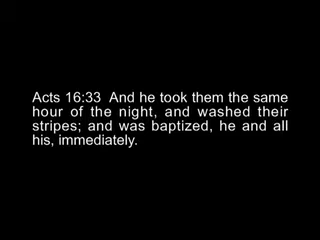 Acts 16:33  And he took them the same
hour of the night, and washed their
stripes; and was baptized, he and all
his, immediately.